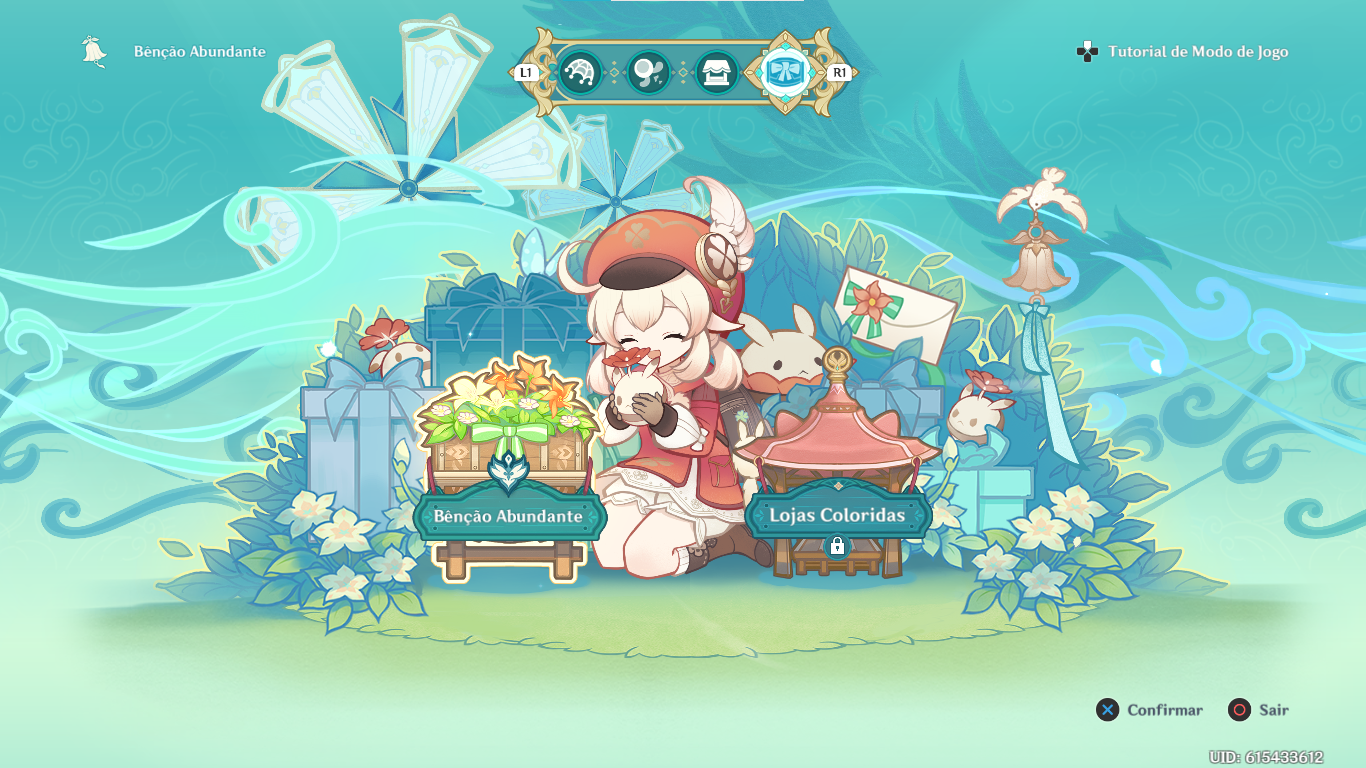 Bênção Abundante
L1
R1
Tutorial de Modo de Jogo
Bênção Abundante
Lojas Coloridas
Confirmar
Sair
UID: 615433612